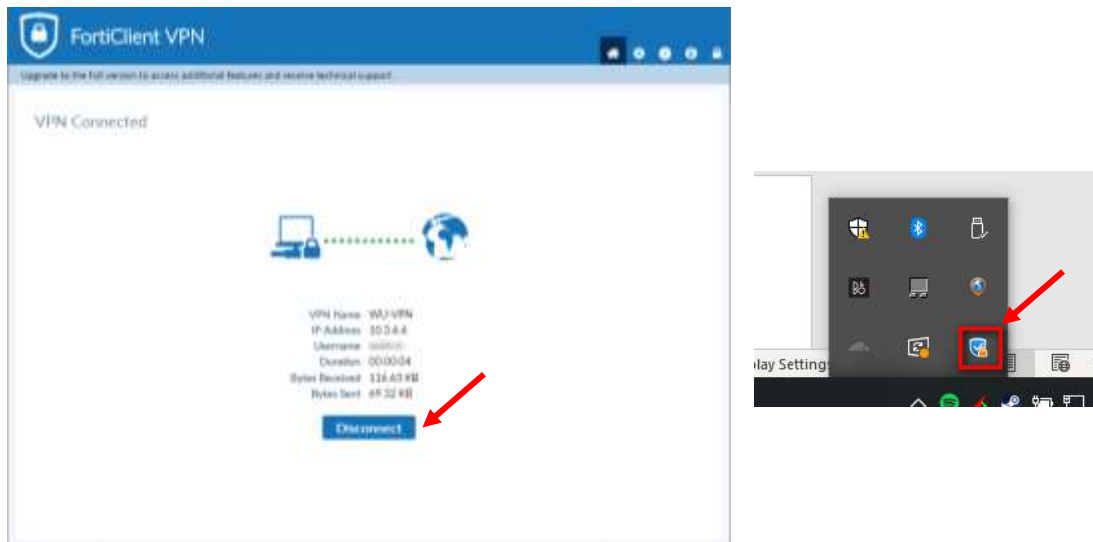 FortiClient VPN
Upgrade to the full version to access additional features and receive technical support.
VPN Connected
VPN Name WU-VPN
IP Address 10.3.6.6
Username
Duration 00:00:04
Bytes Received 116.63 KB
Bytes Sent 69.32 KB
Disconnect
lay Setting